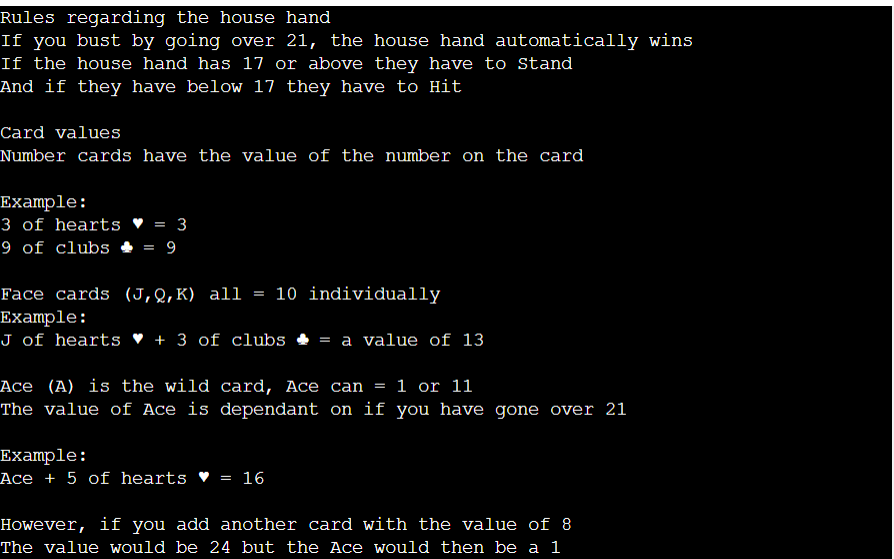 Rules regarding the house hand
If you bust by going over 21, the house hand automatically wins
If the house hand has 17 or above they have to Stand
And if they have below 17 they have to Hit
Card values
Number cards have the value of the number on the card
Example:
3 of hearts ♥ = 3
9 of clubs ♣ = 9
Face cards (J,Q,K) all = 10 individually
Example:
J of hearts ♥ + 3 of clubs ♣ = a value of 13
Ace (A) is the wild card, Ace can = 1 or 11
The value of Ace is dependant on if you have gone over 21
Example:
Ace + 5 of hearts ♥ = 16
However, if you add another card with the value of 8
The value would be 24 but the Ace would then be a 1